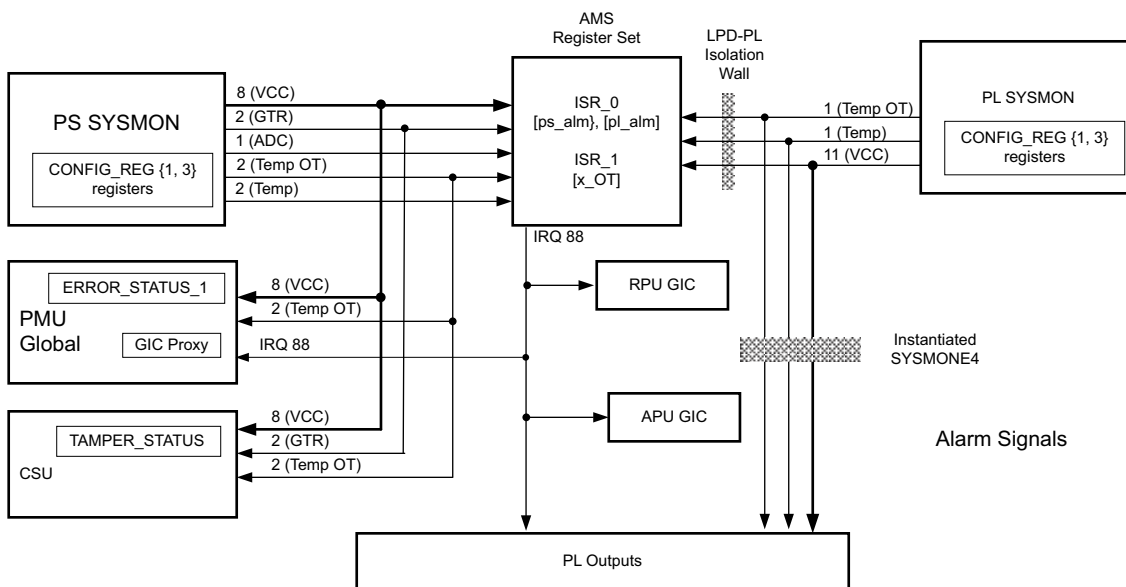 AMS
Register Set
LPD-PL
Isolation
Wall
8 (VCC)
2 (GTR)
1 (ADC)
2 (Temp OT)
2 (Temp)
PS SYSMON
CONFIG_REG {1, 3}
registers
ISR_0
[ps_alm}, [pl_alm]
ISR_1
[x_OT]
1 (Temp OT)
1 (Temp)
11 (VCC)
PL SYSMON
CONFIG_REG {1, 3}
registers
IRQ 88
ERROR_STATUS_1
PMU
Global
GIC Proxy
8 (VCC)
2 (Temp OT)
IRQ 88
RPU GIC
Instantiated
SYSMONE4
TAMPER_STATUS
CSU
8 (VCC)
2 (GTR)
2 (Temp OT)
APU GIC
Alarm Signals
PL Outputs